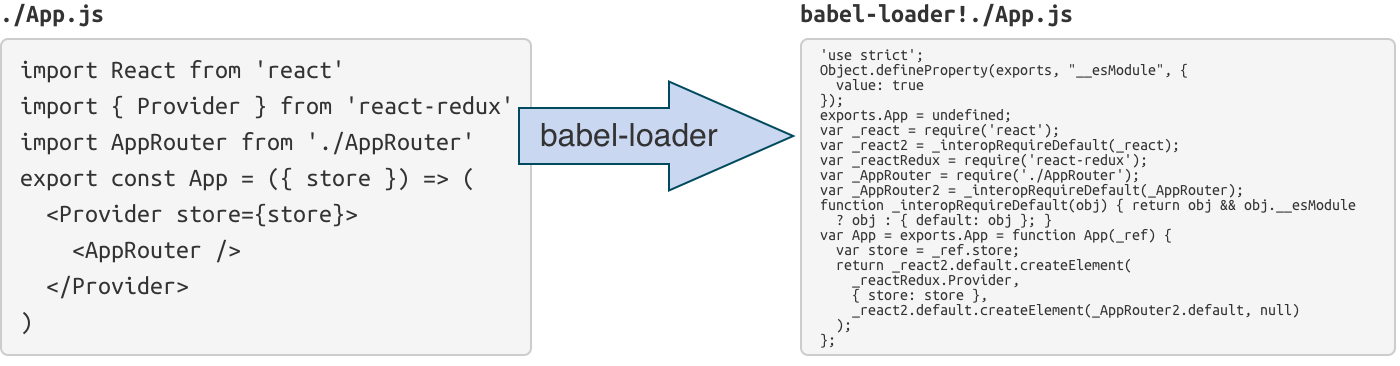 ./App.js
import React from 'react'
import { Provider } from 'react-redux'
import AppRouter from './AppRouter'
export const App = ({ store }) => (
  <Provider store={store}>
    <AppRouter />
  </Provider>
)
babel-loader
babel-loader!./App.js
'use strict';
Object.defineProperty(exports, "__esModule", {
  value: true
});
exports.App = undefined;
var _react = require('react');
var _react2 = _interopRequireDefault(_react);
var _reactRedux = require('react-redux');
var _AppRouter = require('./AppRouter');
var _AppRouter2 = _interopRequireDefault(_AppRouter);
function _interopRequireDefault(obj) { return obj && obj.__esModule
  ? obj : { default: obj }; }
var App = exports.App = function App(_ref) {
  var store = _ref.store;
  return _react2.default.createElement(
    _reactRedux.Provider,
    { store: store },
    _react2.default.createElement(_AppRouter2.default, null)
  );
};